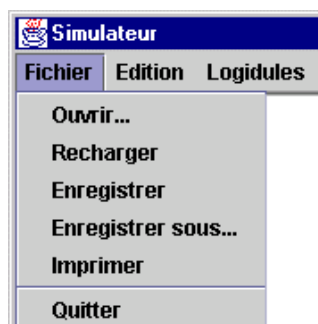 Simulateur
Fichier Edition Logidules
Ouvrir...
Recharger
Enregistrer
Enregistrer sous...
Imprimer
Quitter